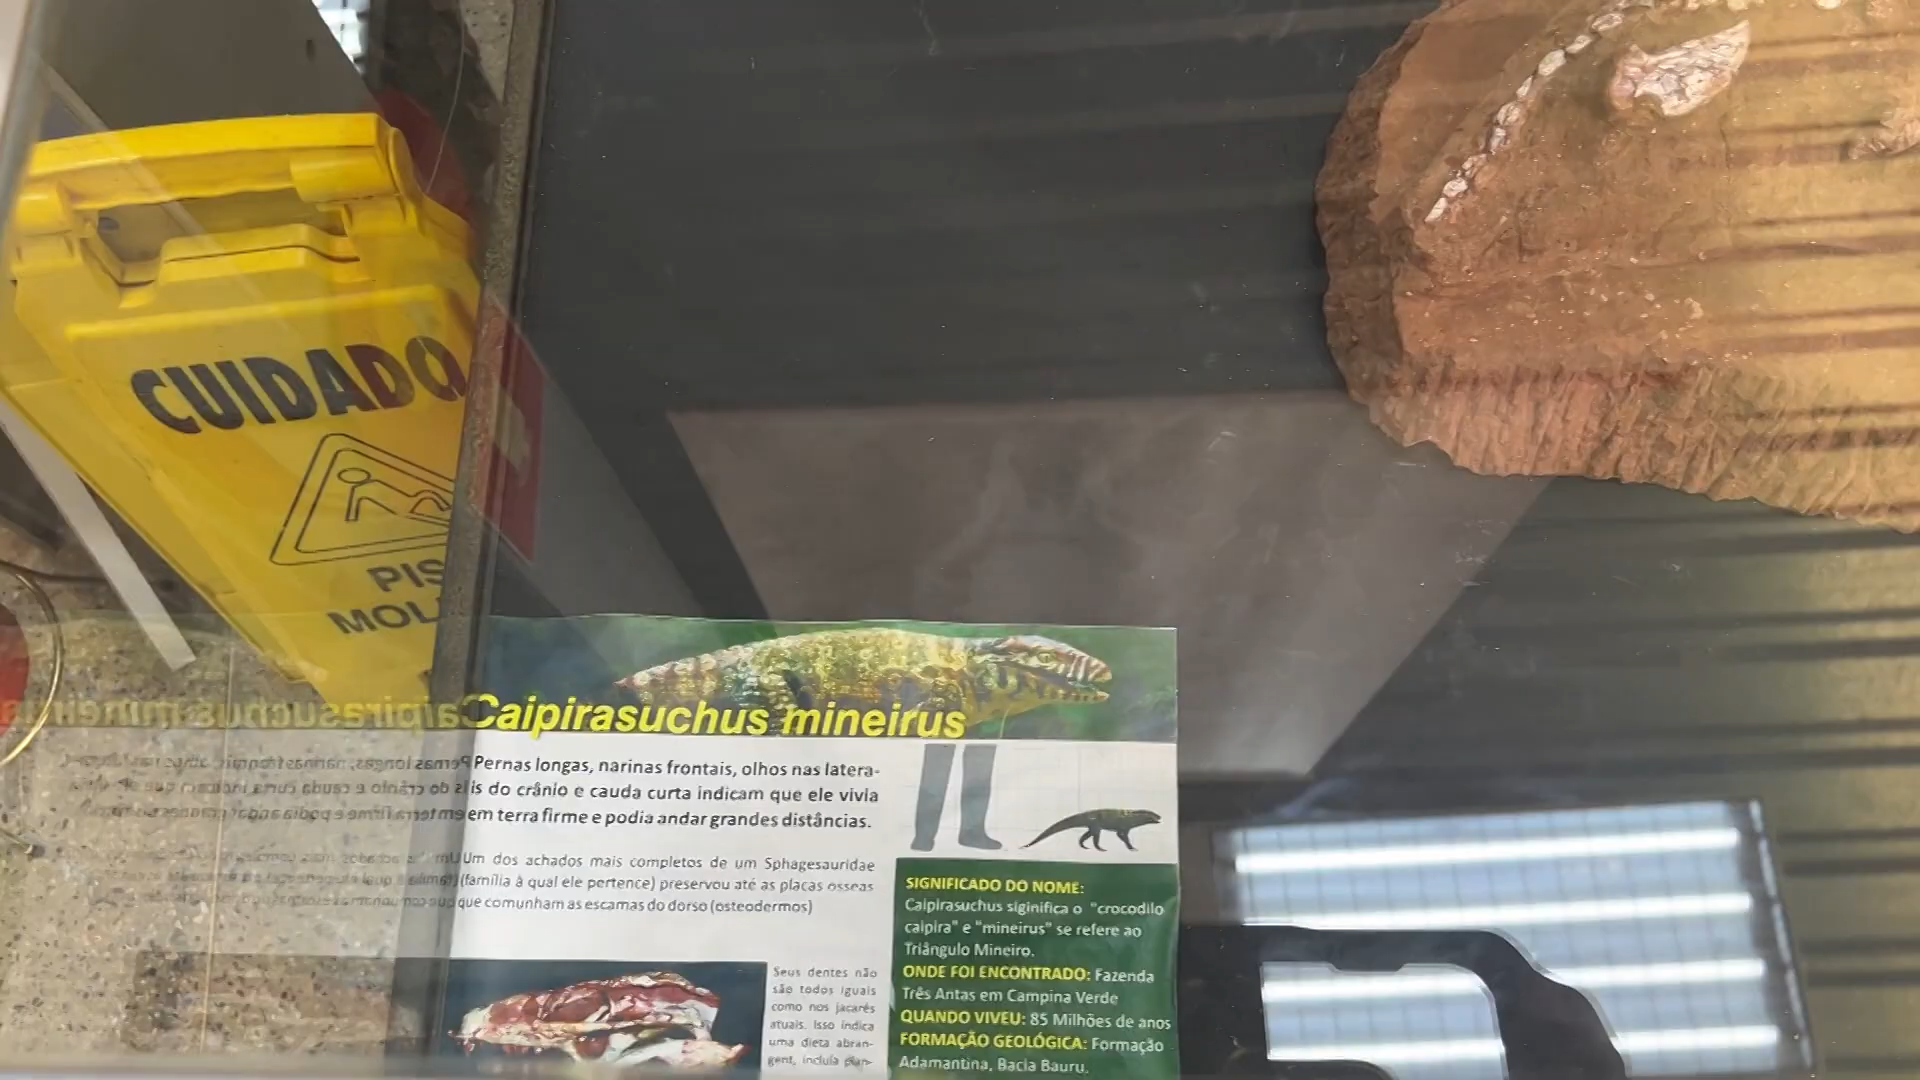 CUIDADO
PIS
MOL
Caipirasuchus mineirus
Pernas longas, narinas frontais, olhos nas latera-
is do crânio e cauda curta indicam que ele vivia
em terra firme e podia andar grandes distâncias.
Um dos achados mais completos de um Sphagesauridae
(família à qual ele pertence) preservou até as placas osseas
que comunham as escamas do dorso (osteodermos)
Seus dentes não
são todos iguais
como nos jacarés
atuais. Isso indica
uma dieta abran-
gent, incluía plan-
SIGNIFICADO DO NOME:
Caipirasuchus siginifica o "crocodilo
caipira" e "mineirus" se refere ao
Triângulo Mineiro.
ONDE FOI ENCONTRADO: Fazenda
Três Antas em Campina Verde
QUANDO VIVEU: 85 Milhões de anos
FORMAÇÃO GEOLÓGICA: Formação
Adamantina, Bacia Bauru.